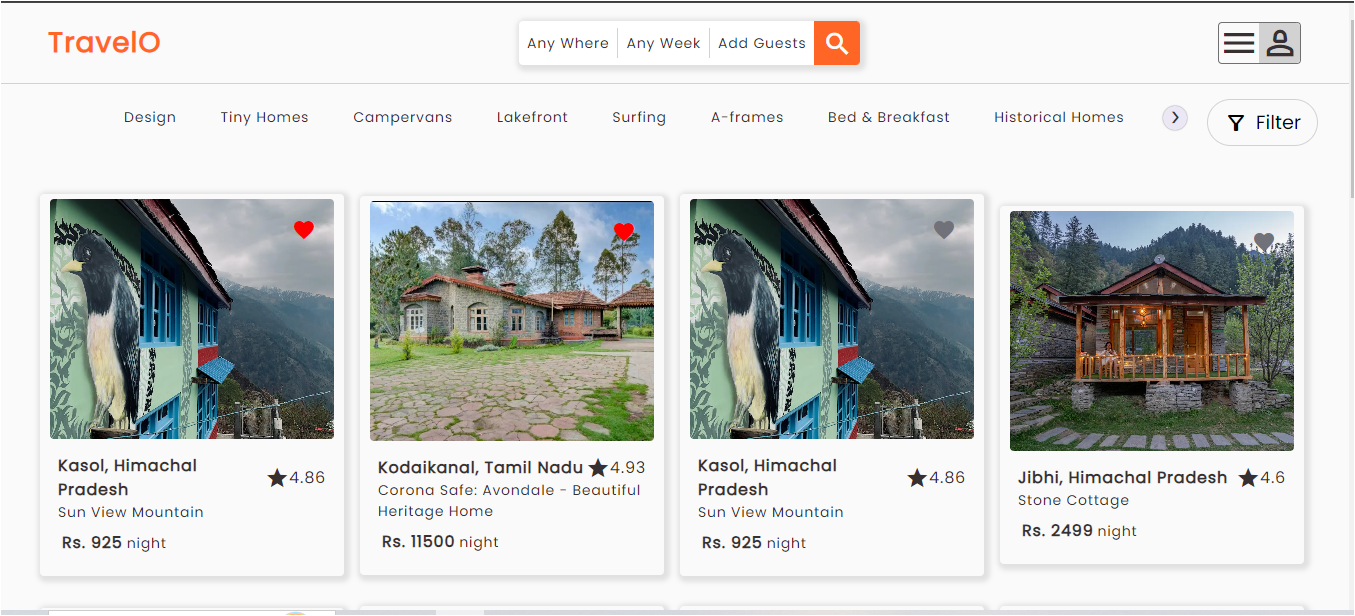 TravelO
Any Where Any Week Add Guests
Design Tiny Homes Campervans Lakefront Surfing A-frames Bed & Breakfast Historical Homes Filter
Kasol, Himachal
Pradesh
4.86
Sun View Mountain
Rs. 925 night
Kodaikanal, Tamil Nadu 4.93
Corona Safe: Avondale - Beautiful
Heritage Home
Rs. 11500 night
Kasol, Himachal
Pradesh
4.86
Sun View Mountain
Rs. 925 night
Jibhi, Himachal Pradesh 4.6
Stone Cottage
Rs. 2499 night